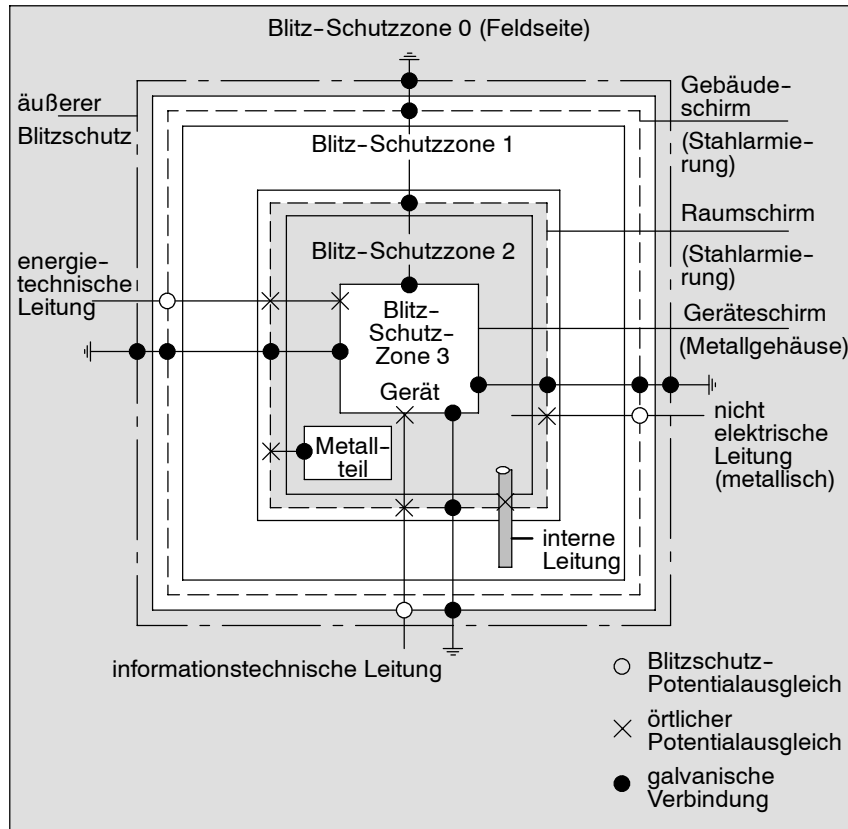 Blitz-Schutzzone 0 (Feldseite)
äußerer
Blitzschutz
Gebäude-
schirm
(Stahlarmie-
rung)
Blitz-Schutzzone 1
Raumschirm
(Stahlarmie-
rung)
Blitz-Schutzzone 2
energie-
technische
Leitung
Blitz-
Schutz-
Zone 3
Gerät
Geräteschirm
(Metallgehäuse)
nicht
elektrische
Leitung
(metallisch)
Metall-
teil
interne
Leitung
informationstechnische Leitung
Blitzschutz-
Potentialausgleich
örtlicher
Potentialausgleich
galvanische
Verbindung